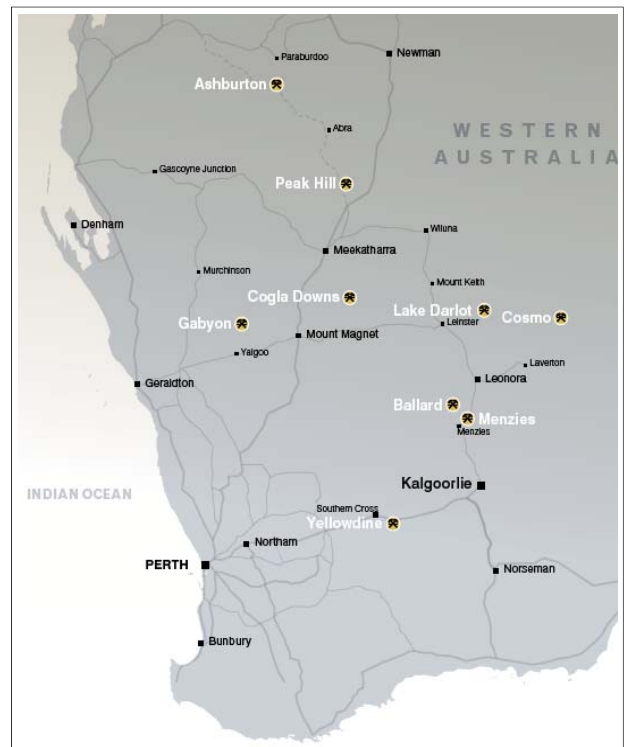 Newman
Paraburdoo
Ashburton
Abra
WESTERN
AUSTRALIA
Gascoyne Junction
Peak Hill
Denham
Wiluna
Meekatharra
Murchinson
Mount Keith
Cogla Downs
Lake Darlot
Cosmo
Gabyon
Leinster
Mount Magnet
Yalgoo
Laverton
Geraldton
Leonora
Ballard
Menzies
Menzies
Kalgoorlie
INDIAN OCEAN
Southern Cross
Yellowdine
Northam
PERTH
Norseman
Bunbury